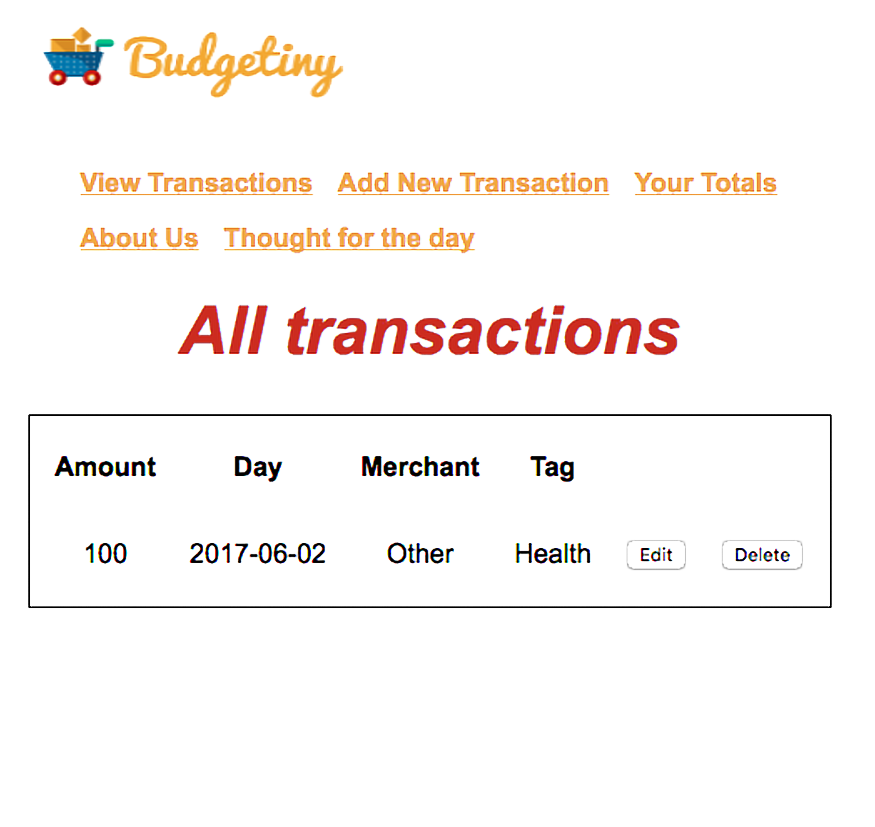 Budgetiny
View Transactions Add New Transaction Your Totals
About Us Thought for the day
All transactions
Amount Day Merchant Tag
100 2017-06-02 Other Health Edit Delete